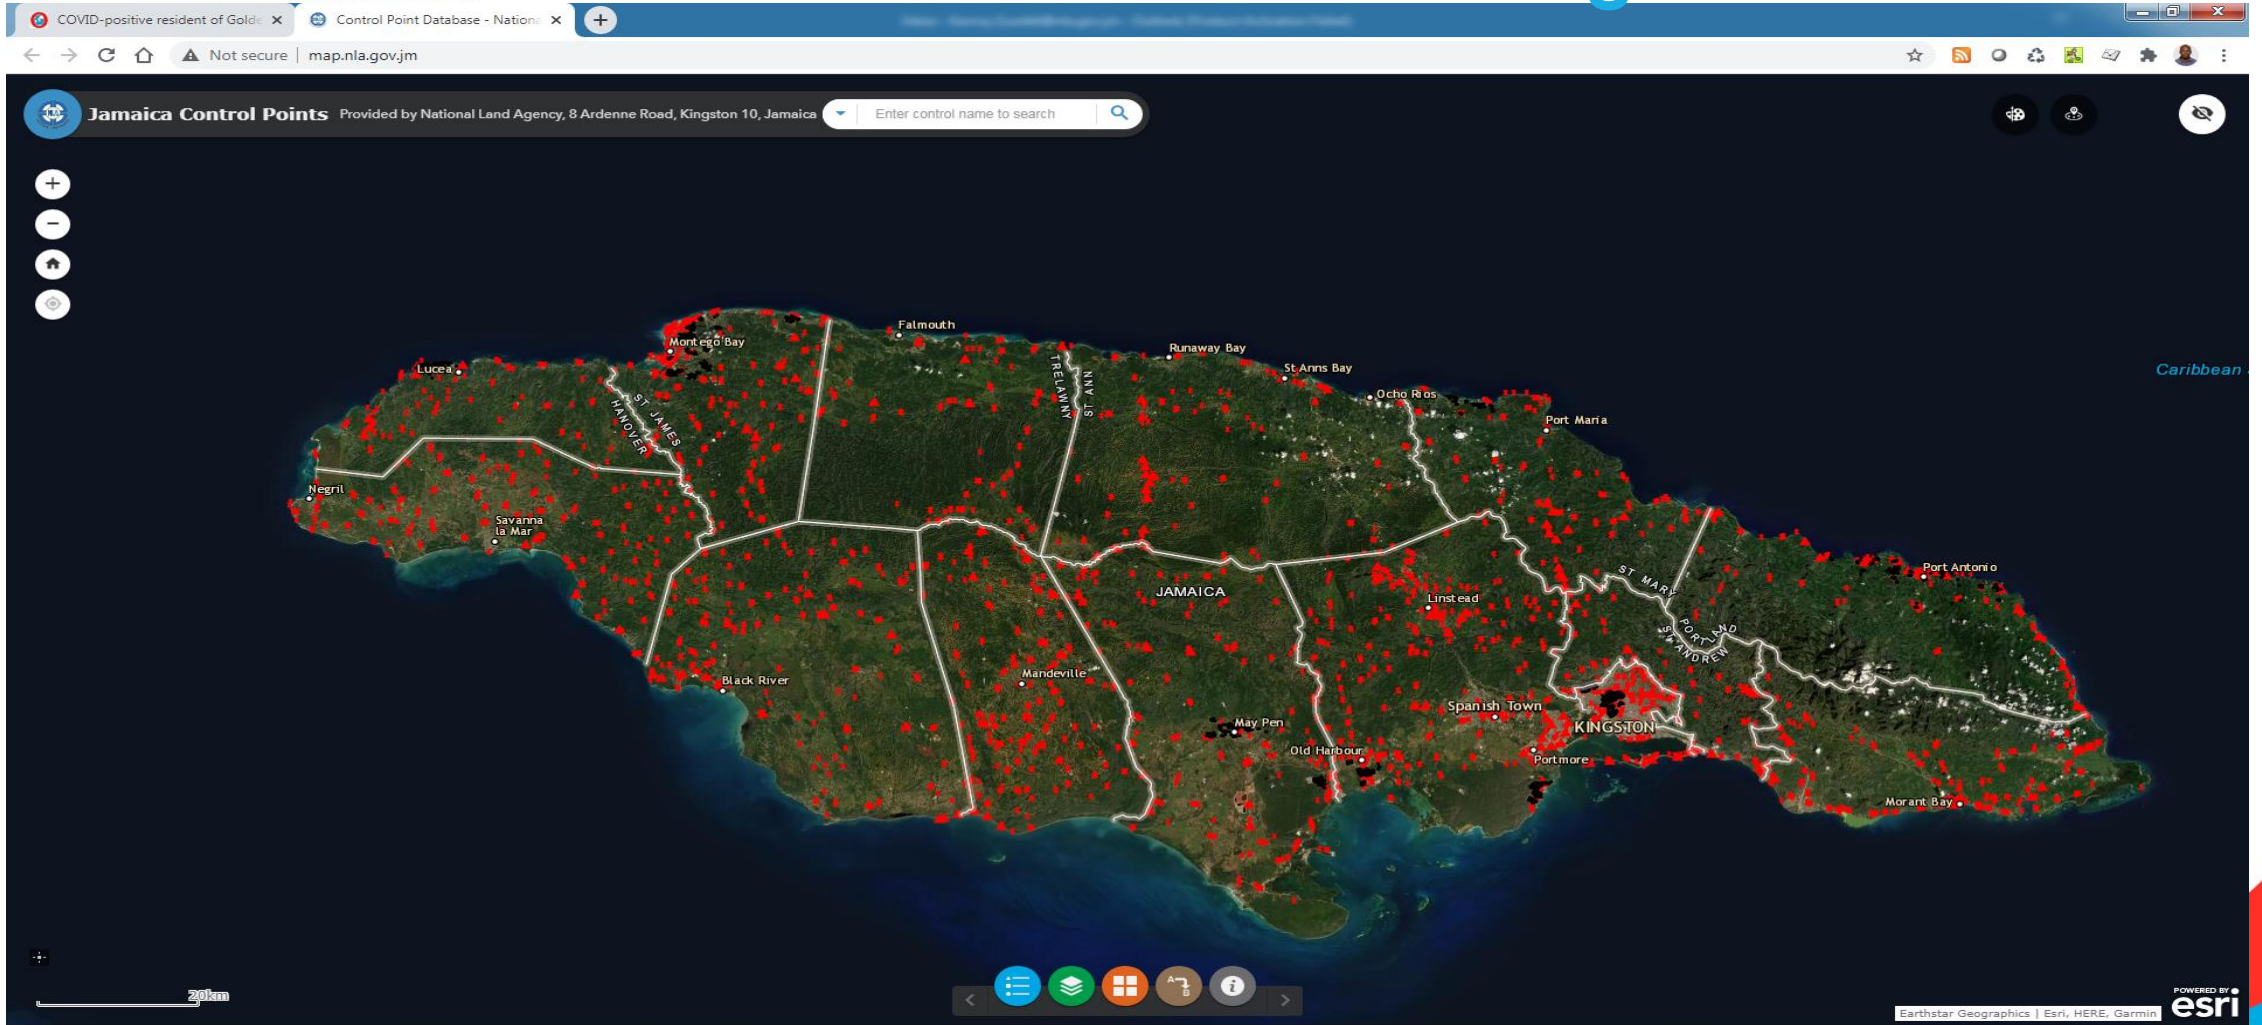 COVID-positive resident of Golde
Control Point Database - Nation
Not secure | map.nla.gov.jm
Jamaica Control Points Provided by National Land Agency, 8 Ardenne Road, Kingston 10, Jamaica
Enter control name to search
Falmouth
Montego Bay
Runaway Bay
Lucea
St Anns Bay
Caribbean
TRELAWNY
ST ANN
Ocho Rios
ST JAMES
HANOVER
Port Maria
Negril
Savanna
la Mar
Port Antonio
ST MARY
JAMAICA
Linstead
PORTLAND
ST ANDREW
Mandeville
Black River
Spanish Town
May Pen
KINGSTON
Old Harbour
Portmore
Morant Bay
20km
POWERED BY
esri
Earthstar Geographics | Esri, HERE, Garmin